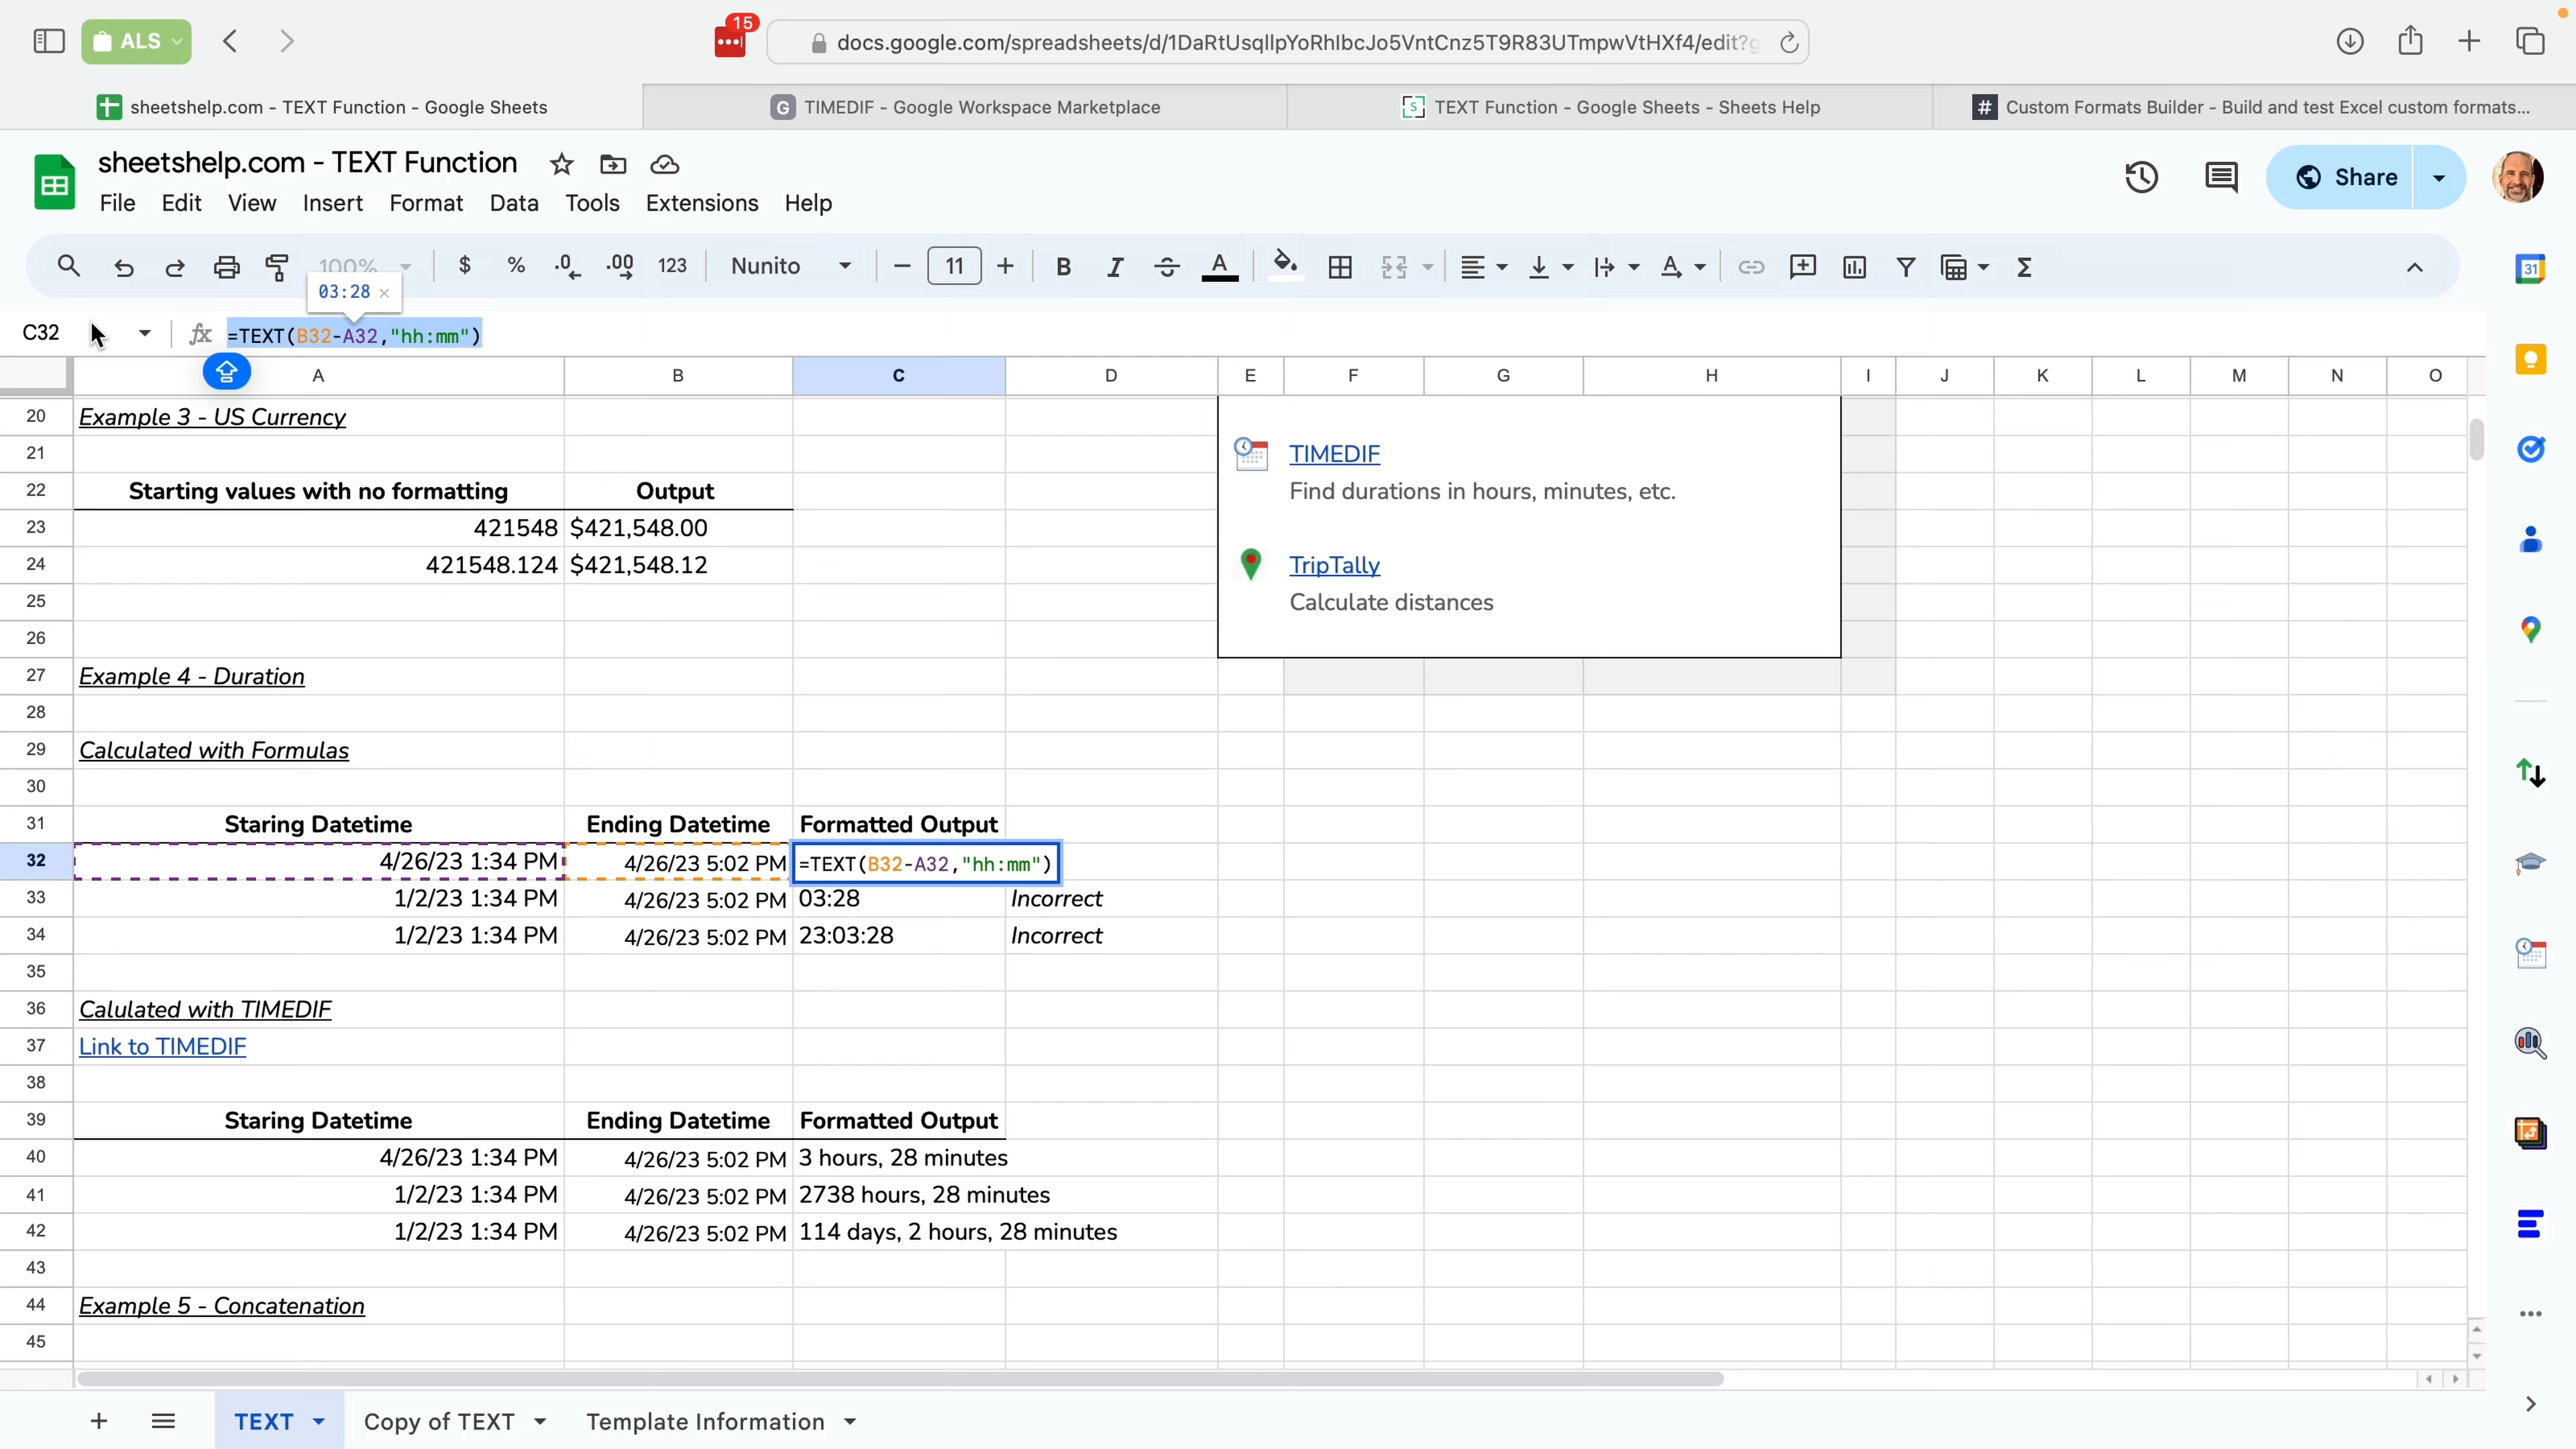 ALS
15
docs.google.com/spreadsheets/d/1DaRtUsqllpYoRhIbcJo5VntCnz5T9R83UTmpwVtHXf4/edit?g
sheetshelp.com - TEXT Function - Google Sheets
G TIMEDIF - Google Workspace Marketplace
S TEXT Function - Google Sheets - Sheets Help
# Custom Formats Builder - Build and test Excel custom formats...
sheetshelp.com - TEXT Function
Share
File Edit View Insert Format Data Tools Extensions Help
100% $ % .0 .00 123 Nunito 11 B I A Σ
31
03:28 ×
C32 fx =TEXT(B32-A32,"hh:mm")
A B C D E F G H I J K L M N O
20 Example 3 - US Currency
21
TIMEDIF
22 Starting values with no formatting Output
Find durations in hours, minutes, etc.
23 421548 $421,548.00
24 421548.124 $421,548.12
TripTally
25
Calculate distances
26
27 Example 4 - Duration
28
29 Calculated with Formulas
30
31 Staring Datetime Ending Datetime Formatted Output
32 4/26/23 1:34 PM 4/26/23 5:02 PM =TEXT(B32-A32,"hh:mm")
33 1/2/23 1:34 PM 4/26/23 5:02 PM 03:28 Incorrect
34 1/2/23 1:34 PM 4/26/23 5:02 PM 23:03:28 Incorrect
35
36 Calulated with TIMEDIF
37 Link to TIMEDIF
38
39 Staring Datetime Ending Datetime Formatted Output
40 4/26/23 1:34 PM 4/26/23 5:02 PM 3 hours, 28 minutes
41 1/2/23 1:34 PM 4/26/23 5:02 PM 2738 hours, 28 minutes
42 1/2/23 1:34 PM 4/26/23 5:02 PM 114 days, 2 hours, 28 minutes
43
44 Example 5 - Concatenation
45
TEXT Copy of TEXT Template Information